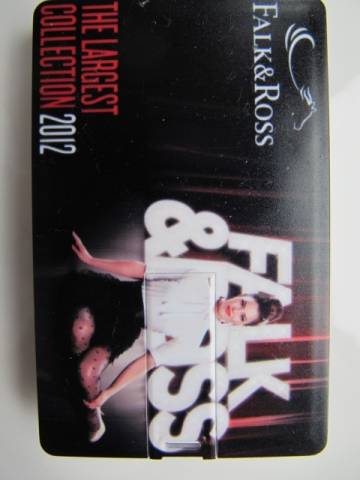 FALK&ROSS
THE LARGEST
COLLECTION 2012
FALK
& ROSS